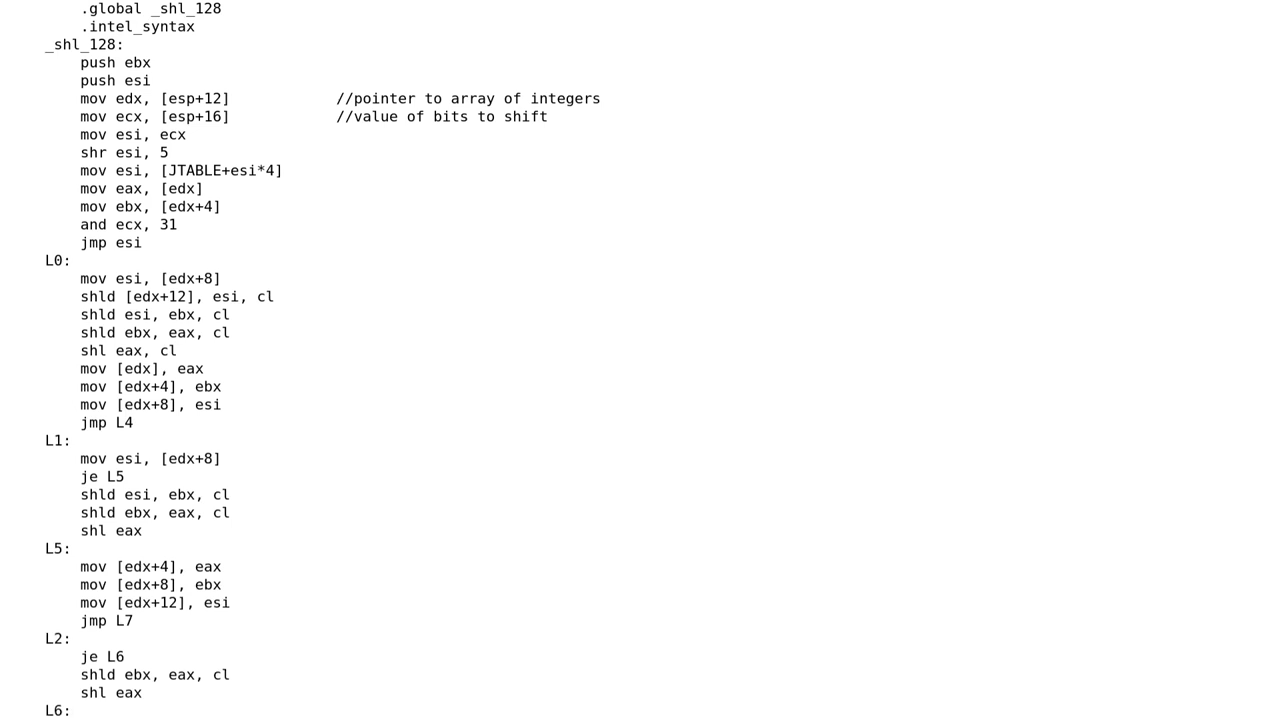 .global _shl_128
.intel_syntax
_shl_128:
push ebx
push esi
mov edx, [esp+12] //pointer to array of integers
mov ecx, [esp+16] //value of bits to shift
mov esi, ecx
shr esi, 5
mov esi, [JTABLE+esi*4]
mov eax, [edx]
mov ebx, [edx+4]
and ecx, 31
jmp esi
L0:
mov esi, [edx+8]
shld [edx+12], esi, cl
shld esi, ebx, cl
shld ebx, eax, cl
shl eax, cl
mov [edx], eax
mov [edx+4], ebx
mov [edx+8], esi
jmp L4
L1:
mov esi, [edx+8]
je L5
shld esi, ebx, cl
shld ebx, eax, cl
shl eax
L5:
mov [edx+4], eax
mov [edx+8], ebx
mov [edx+12], esi
jmp L7
L2:
je L6
shld ebx, eax, cl
shl eax
L6: